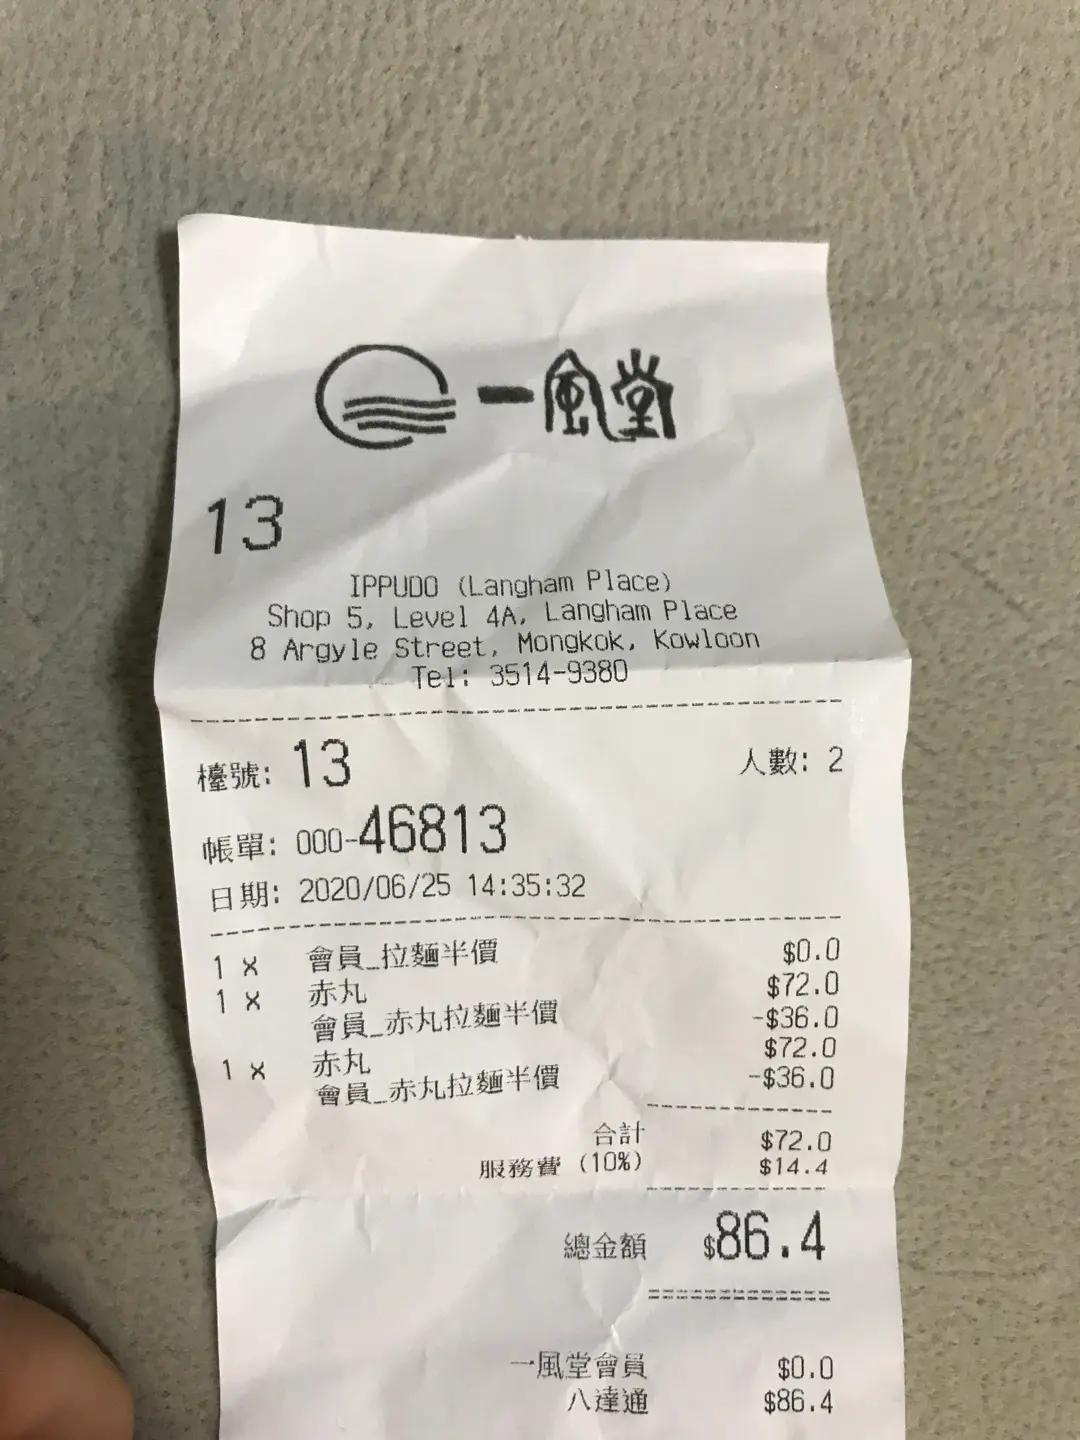 一風堂
13
IPPUDO (Langham Place)
Shop 5, Level 4A, Langham Place
8 Argyle Street, Mongkok, Kowloon
Tel: 3514-9380
檯號: 13 人數: 2
帳單: 000-46813
日期: 2020/06/25 14:35:32
1 x 會員_拉麵半價 $0.0
1 x 赤丸 $72.0
會員_赤丸拉麵半價 -$36.0
1 x 赤丸 $72.0
會員_赤丸拉麵半價 -$36.0
合計 $72.0
服務費 (10%) $14.4
總金額 $86.4
一風堂會員 $0.0
八達通 $86.4